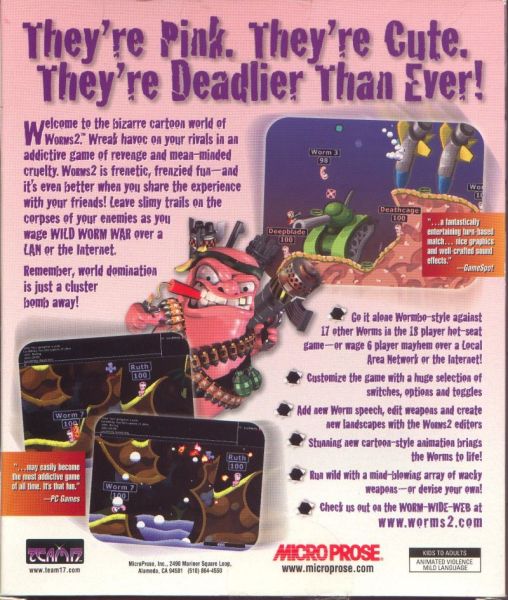 They're Pink. They're Cute.
They're Deadlier Than Ever!
Welcome to the bizarre cartoon world of
WORMS2.™ Wreak havoc on your rivals in an
addictive game of revenge and mean-minded
cruelty. WORMS2 is frenetic, frenzied fun—and
it's even better when you share the experience
with your friends! Leave slimy trails on the
corpses of your enemies as you
wage WILD WORM WAR over a
LAN or the Internet.
Remember, world domination
is just a cluster
bomb away!
Worm 3
98
Deathcage
100
Deepblade
100
Wor
10
"...a fantastically
entertaining turn-based
match... nice graphics
and well-crafted sound
effects."
—GameSpot
Go it alone Wormbo-style against
17 other Worms in the 18 player hot-seat
game—or wage 6 player mayhem over a Local
Area Network or the Internet!
Customize the game with a huge selection of
switches, options and toggles
Add new Worm speech, edit weapons and create
new landscapes with the WORMS2 editors
Stunning new cartoon-style animation brings
the Worms to life!
Run wild with a mind-blowing array of wacky
weapons—or devise your own!
Check us out on the WORM-WIDE-WEB at
www.worms2.com
Ruth
100
Worm 7
100
Ruth
100
Worm 7
100
"...may easily become
the most addictive game
of all time. It's that fun."
—PC Games
TEAM17
www.team17.com
MicroProse, Inc., 2490 Mariner Square Loop,
Alameda, CA 94501 (510) 864-4550
MICROPROSE
www.microprose.com
KIDS TO ADULTS
ANIMATED VIOLENCE
MILD LANGUAGE